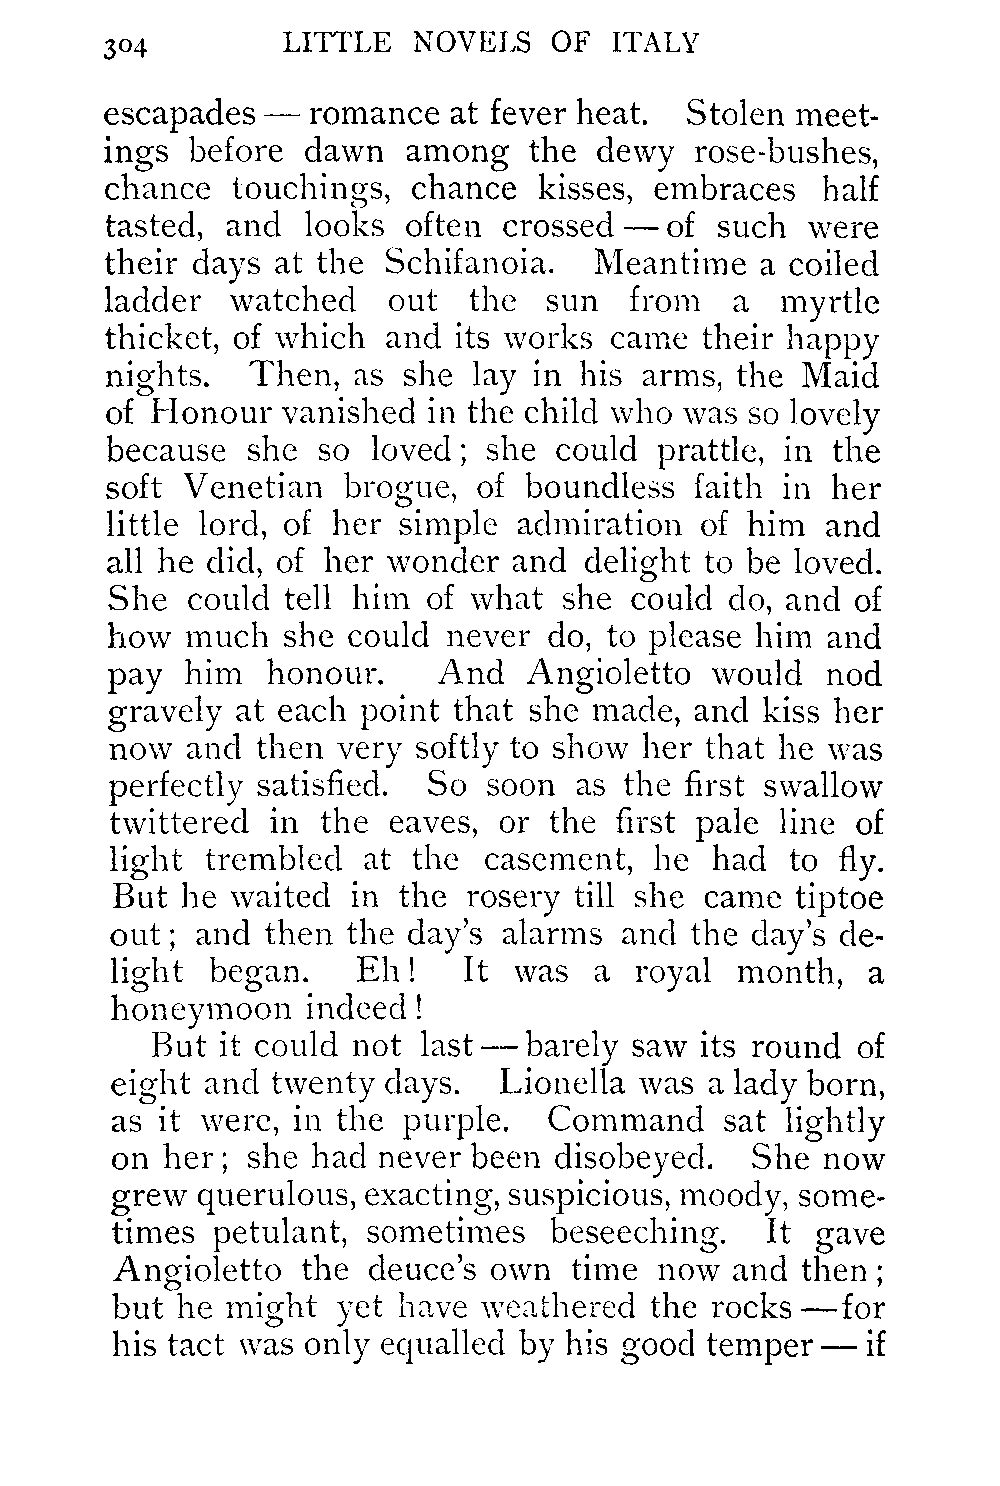 304 LITTLE NOVELS OF ITALY
escapades — romance at fever heat. Stolen meet-
ings before dawn among the dewy rose-bushes,
chance touchings, chance kisses, embraces half
tasted, and looks often crossed — of such were
their days at the Schifanoia. Meantime a coiled
ladder watched out the sun from a myrtle
thicket, of which and its works came their happy
nights. Then, as she lay in his arms, the Maid
of Honour vanished in the child who was so lovely
because she so loved; she could prattle, in the
soft Venetian brogue, of boundless faith in her
little lord, of her simple admiration of him and
all he did, of her wonder and delight to be loved.
She could tell him of what she could do, and of
how much she could never do, to please him and
pay him honour. And Angioletto would nod
gravely at each point that she made, and kiss her
now and then very softly to show her that he was
perfectly satisfied. So soon as the first swallow
twittered in the eaves, or the first pale line of
light trembled at the casement, he had to fly.
But he waited in the rosery till she came tiptoe
out; and then the day's alarms and the day's de-
light began. Eh! It was a royal month, a
honeymoon indeed!
But it could not last — barely saw its round of
eight and twenty days. Lionella was a lady born,
as it were, in the purple. Command sat lightly
on her; she had never been disobeyed. She now
grew querulous, exacting, suspicious, moody, some-
times petulant, sometimes beseeching. It gave
Angioletto the deuce's own time now and then;
but he might yet have weathered the rocks — for
his tact was only equalled by his good temper — if